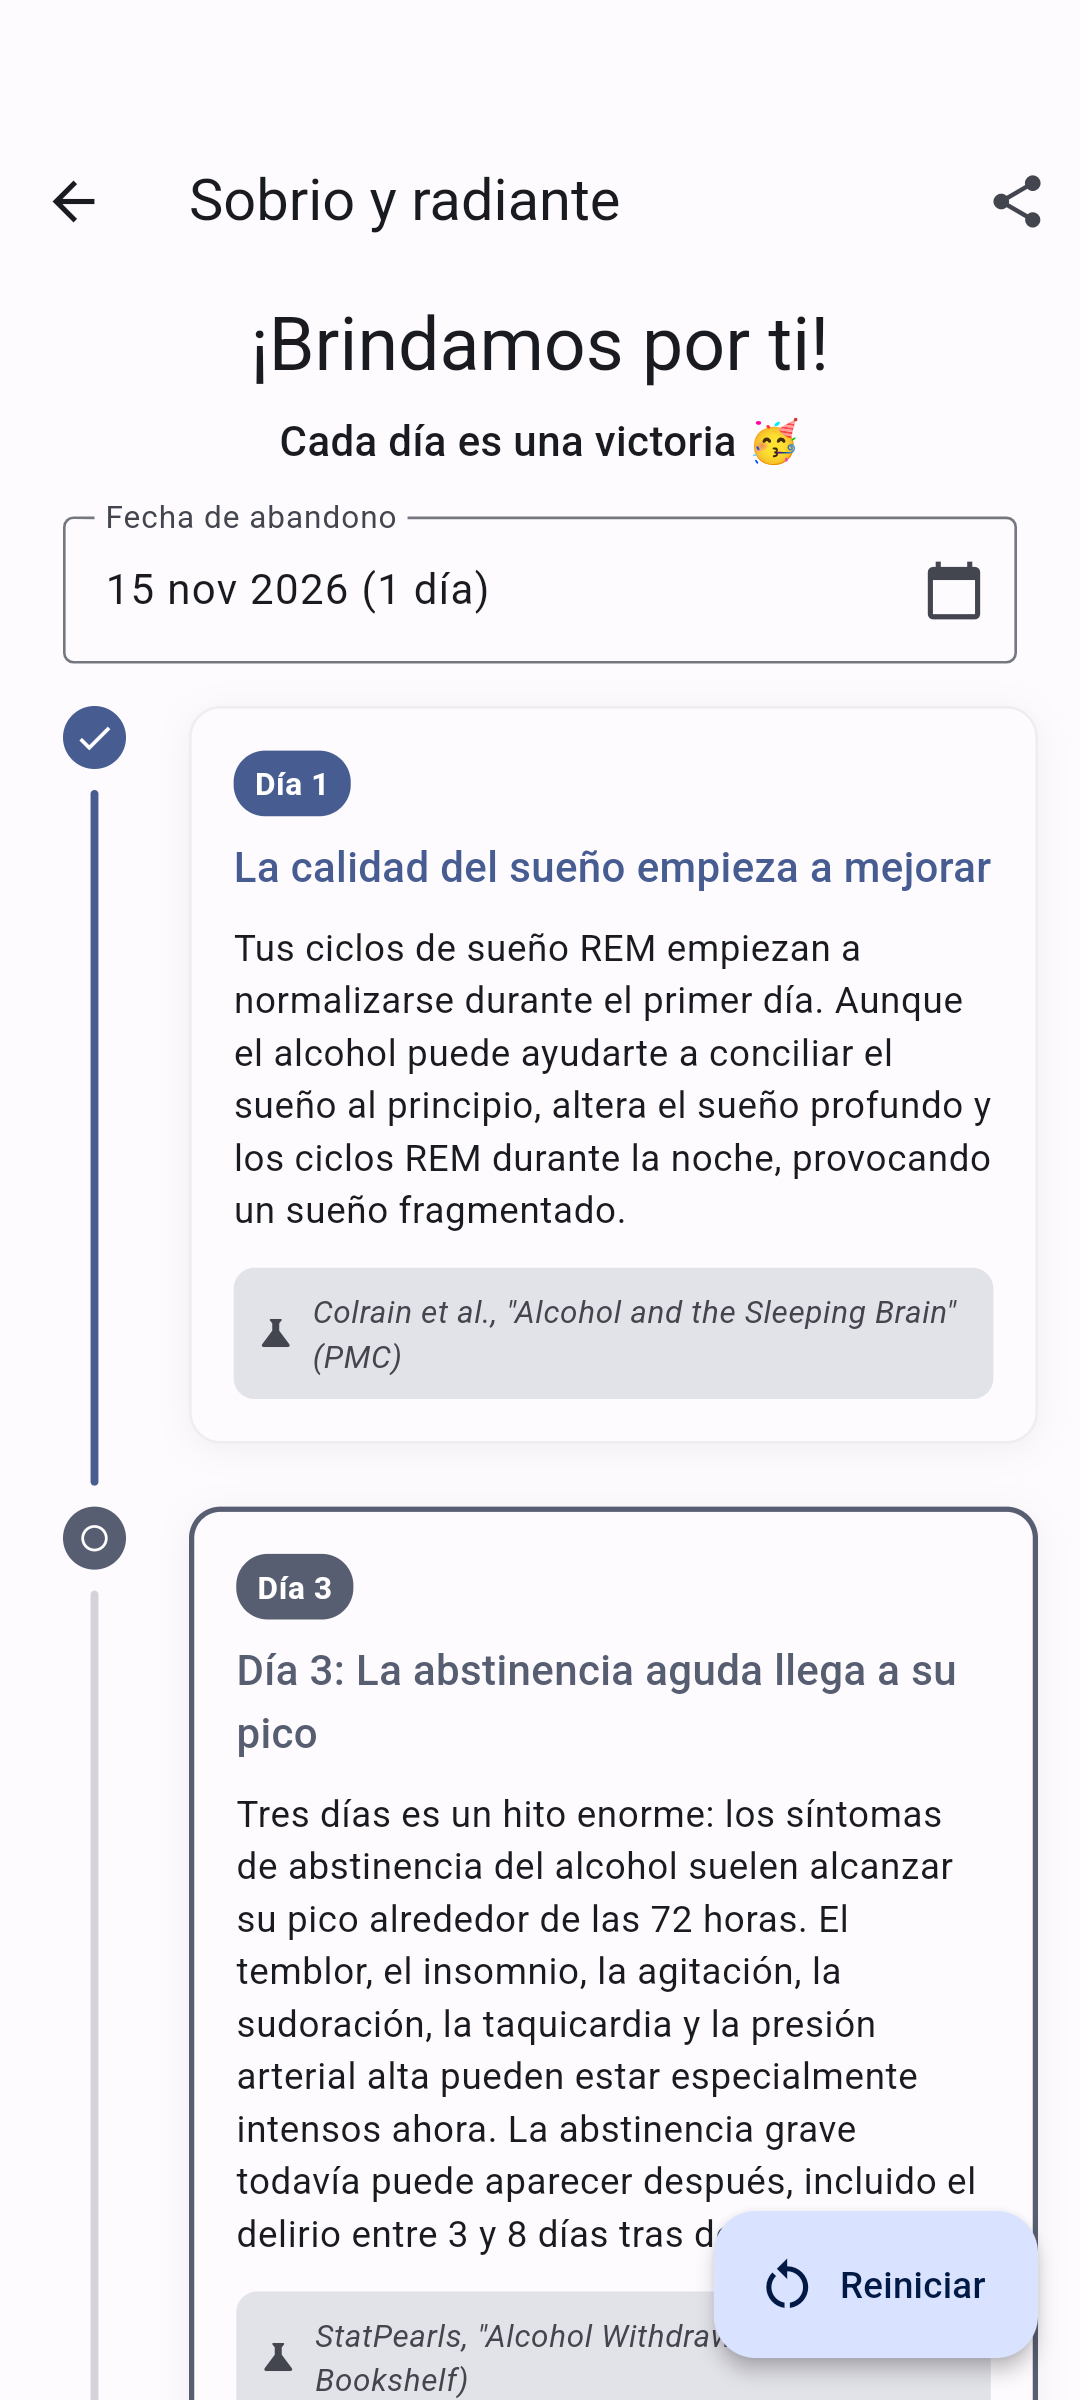 Sobrio y radiante
¡Brindamos por ti!
Cada día es una victoria 🥳
Fecha de abandono
15 nov 2026 (1 día)
Día 1
La calidad del sueño empieza a mejorar
Tus ciclos de sueño REM empiezan a
normalizarse durante el primer día. Aunque
el alcohol puede ayudarte a conciliar el
sueño al principio, altera el sueño profundo y
los ciclos REM durante la noche, provocando
un sueño fragmentado.
Colrain et al., "Alcohol and the Sleeping Brain"
(PMC)
Día 3
Día 3: La abstinencia aguda llega a su
pico
Tres días es un hito enorme: los síntomas
de abstinencia del alcohol suelen alcanzar
su pico alrededor de las 72 horas. El
temblor, el insomnio, la agitación, la
sudoración, la taquicardia y la presión
arterial alta pueden estar especialmente
intensos ahora. La abstinencia grave
todavía puede aparecer después, incluido el
delirio entre 3 y 8 días tras
Reiniciar
StatPearls, "Alcohol
Bookshelf)